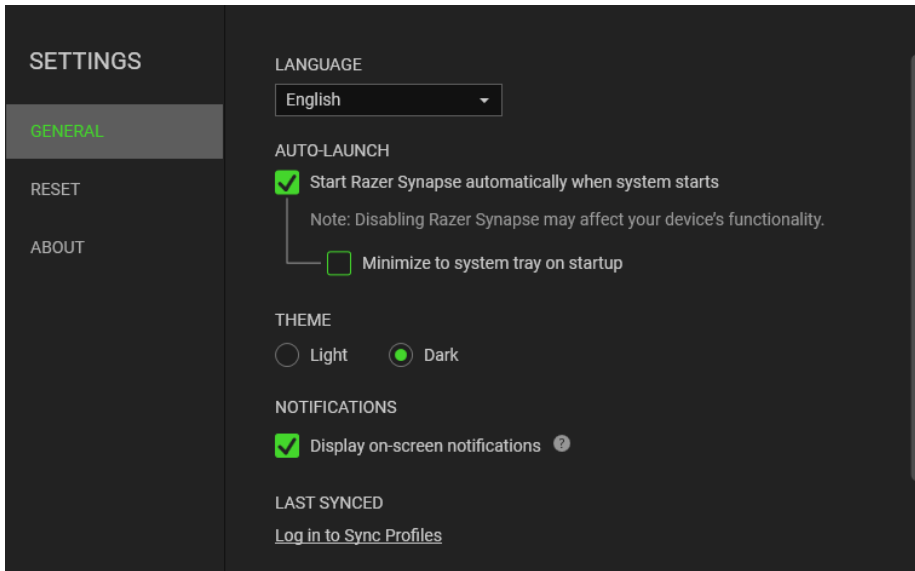 SETTINGS
GENERAL
RESET
ABOUT
LANGUAGE
English
AUTO-LAUNCH
Start Razer Synapse automatically when system starts
Note: Disabling Razer Synapse may affect your device’s functionality.
Minimize to system tray on startup
THEME
Light
Dark
NOTIFICATIONS
Display on-screen notifications ?
LAST SYNCED
Log in to Sync Profiles